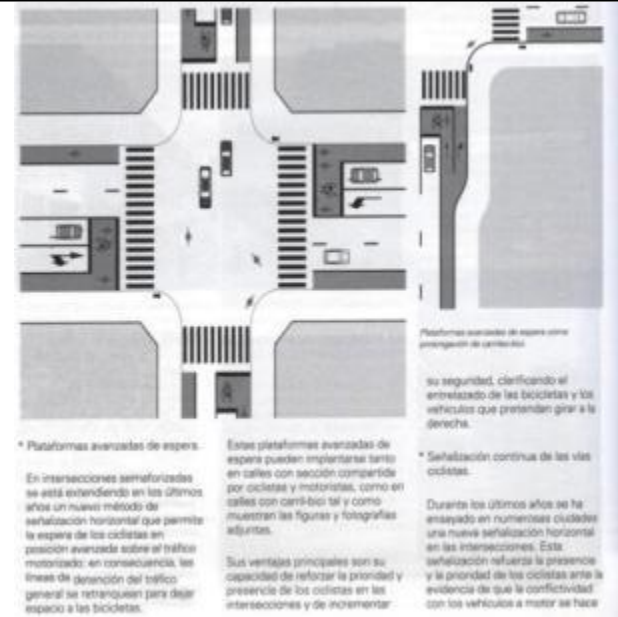 * Plataformas avanzadas de espera.
En intersecciones semaforizadas
se está extendiendo en los últimos
años un nuevo método de
señalización horizontal que permite
la espera de los ciclistas en
posición avanzada sobre el tráfico
motorizado; en consecuencia, las
líneas de detención del tráfico
general se retranquean para dejar
espacio a las bicicletas.
Estas plataformas avanzadas de
espera pueden implantarse tanto
en calles con sección compartida
por ciclistas y motoristas, como en
calles con carril-bici tal y como
muestran las figuras y fotografías
adjuntas.
Sus ventajas principales son su
capacidad de reforzar la prioridad y
presencia de los ciclistas en las
intersecciones y de incrementar
Plataformas avanzadas de espera como
prolongación de carriles-bici
su seguridad, clarificando el
entrelazado de las bicicletas y los
vehículos que pretendan girar a la
derecha.
* Señalización continua de las vías
ciclistas.
Durante los últimos años se ha
ensayado en numerosas ciudades
una nueva señalización horizontal
en las intersecciones. Esta
señalización refuerza la presencia
y la prioridad de los ciclistas ante la
evidencia de que la conflictividad
con los vehículos a motor se hace